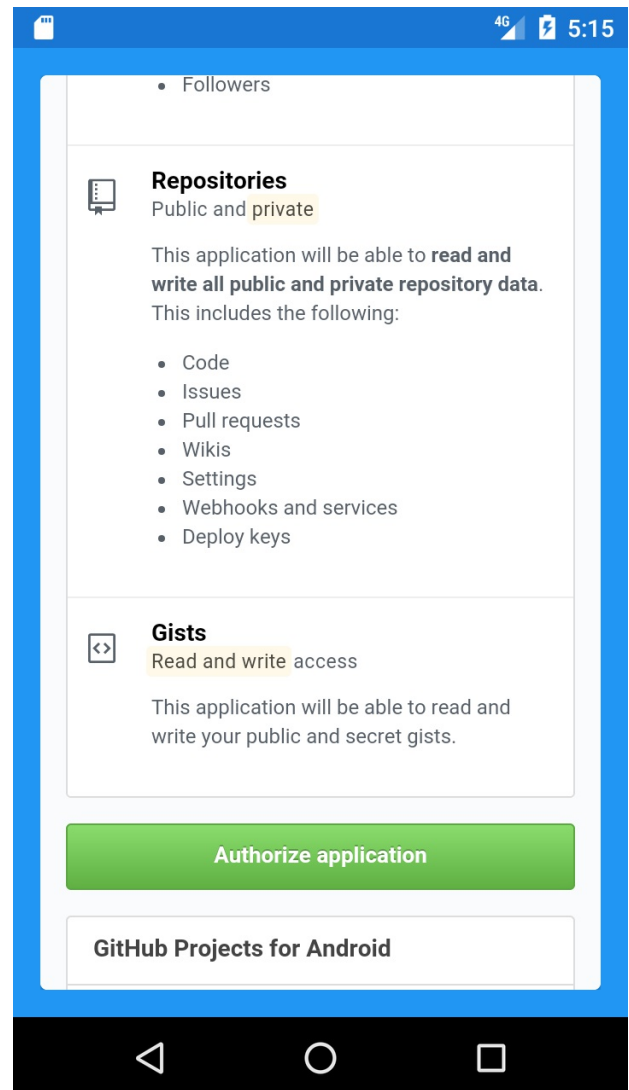 4G 5:15
Followers
Repositories
Public and private
This application will be able to read and
write all public and private repository data.
This includes the following:
Code
Issues
Pull requests
Wikis
Settings
Webhooks and services
Deploy keys
Gists
Read and write access
This application will be able to read and
write your public and secret gists.
Authorize application
GitHub Projects for Android